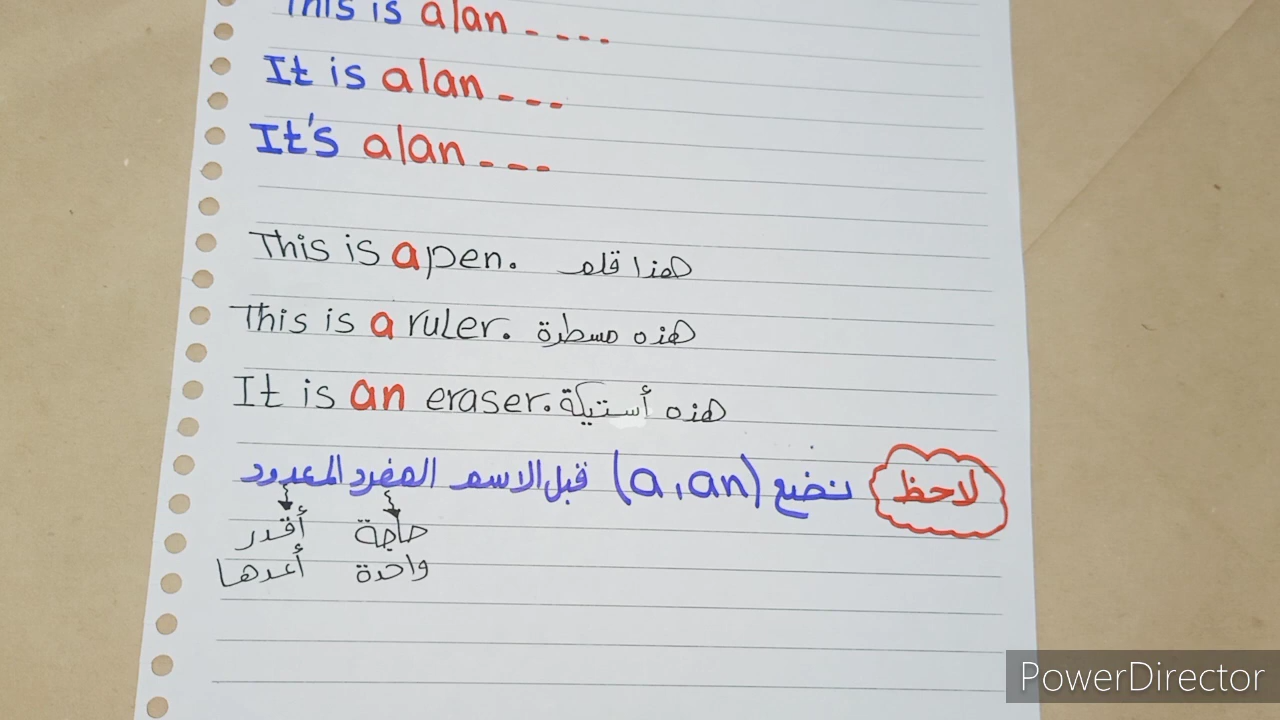 This is a/an ----
It is a/an ---
It's a/an ---
This is a pen. هذا قلم
This is a ruler. هذه مسطرة
It is an eraser. هذه أستيكة
لاحظ نضع (a, an) قبل الاسم المفرد المعدود
حاجة أقدر
واحدة أعدها
PowerDirector